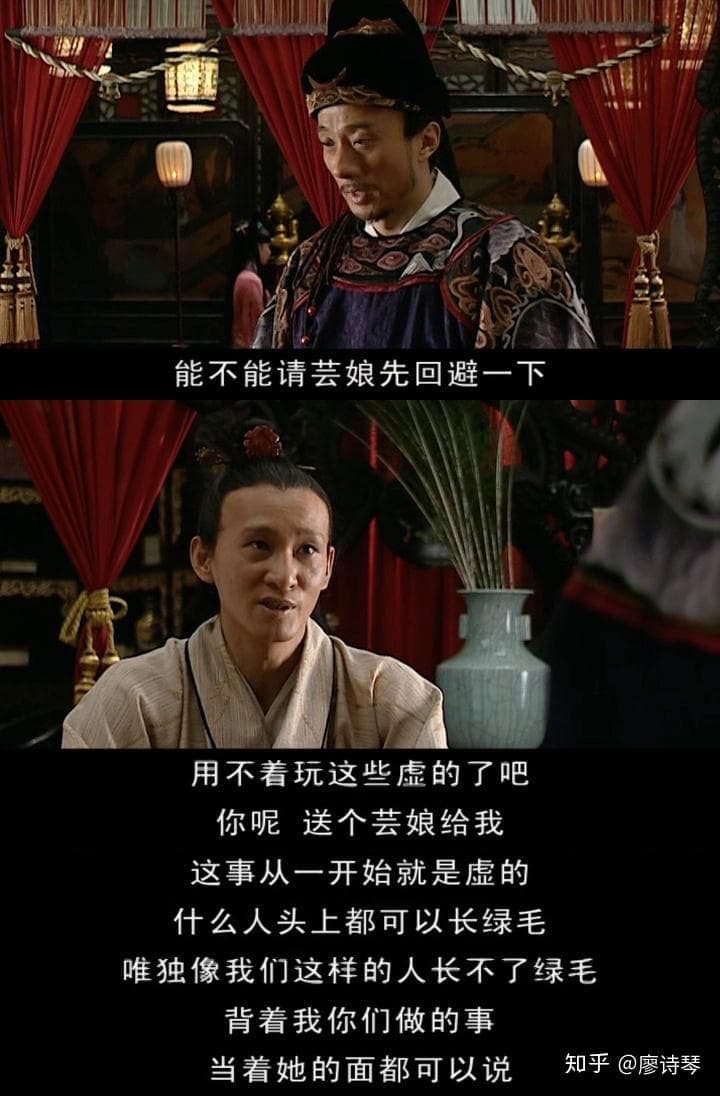 能不能请芸娘先回避一下
用不着玩这些虚的了吧
你呢 送个芸娘给我
这事从一开始就是虚的
什么人头上都可以长绿毛
唯独像我们这样的人长不了绿毛
背着我你们做的事
当着她的面都可以说
知乎 @廖诗琴